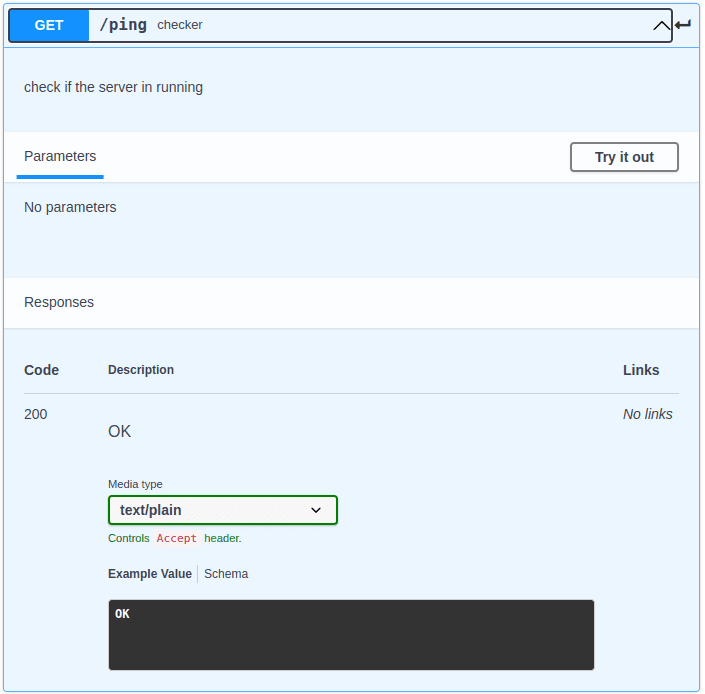 GET /ping checker
check if the server in running
Parameters Try it out
No parameters
Responses
Code Description Links
200 OK No links
Media type
text/plain
Controls Accept header.
Example Value Schema
OK